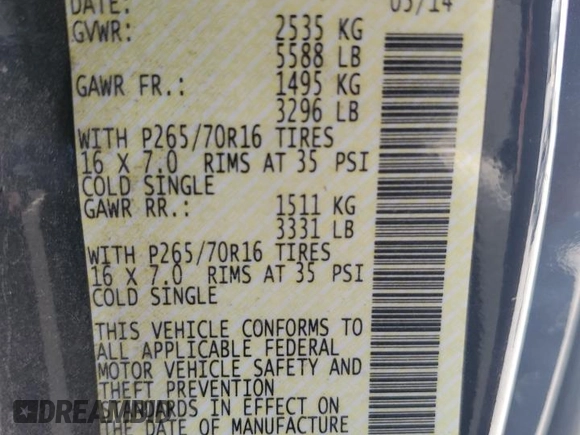 DATE: 05/14
GVWR: 2535 KG
5588 LB
GAWR FR.: 1495 KG
3296 LB
WITH P265/70R16 TIRES
16 X 7.0 RIMS AT 35 PSI
COLD SINGLE
GAWR RR.: 1511 KG
3331 LB
WITH P265/70R16 TIRES
16 X 7.0 RIMS AT 35 PSI
COLD SINGLE
THIS VEHICLE CONFORMS TO
ALL APPLICABLE FEDERAL
MOTOR VEHICLE SAFETY AND
THEFT PREVENTION
STANDARDS IN EFFECT ON
THE DATE OF MANUFACTURE
DREAMBID